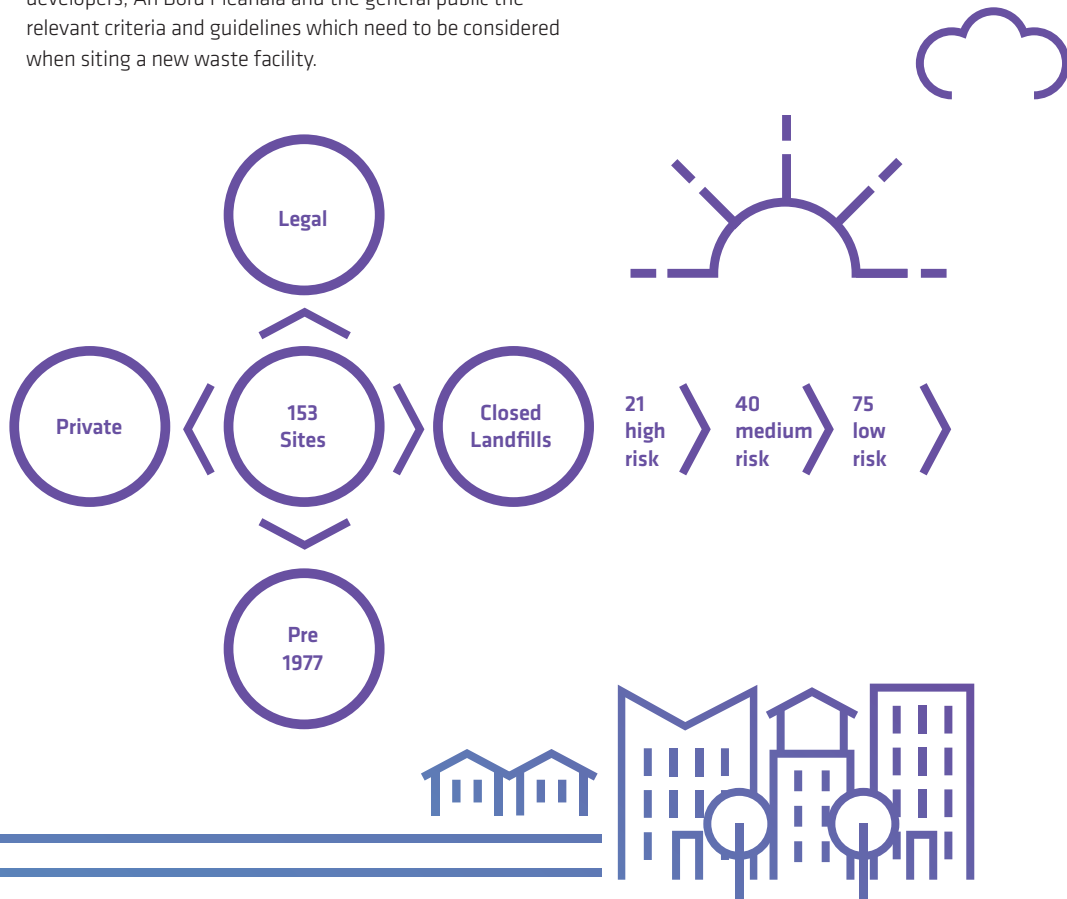 relevant criteria and guidelines which need to be considered
when siting a new waste facility.
Legal
Private
153
Sites
Closed
Landfills
21
high
risk
40
medium
risk
75
low
risk
Pre
1977